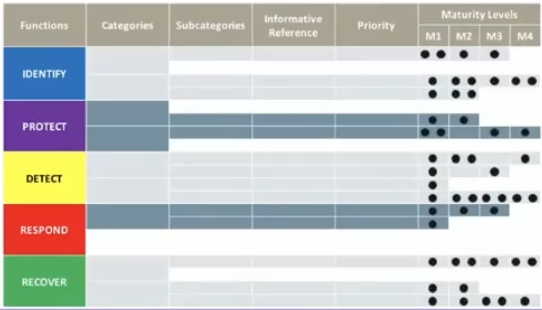 Functions
Categories
Subcategories
Informative
Reference
Priority
Maturity Levels
M1 M2 M3 M4
IDENTIFY
PROTECT
DETECT
RESPOND
RECOVER